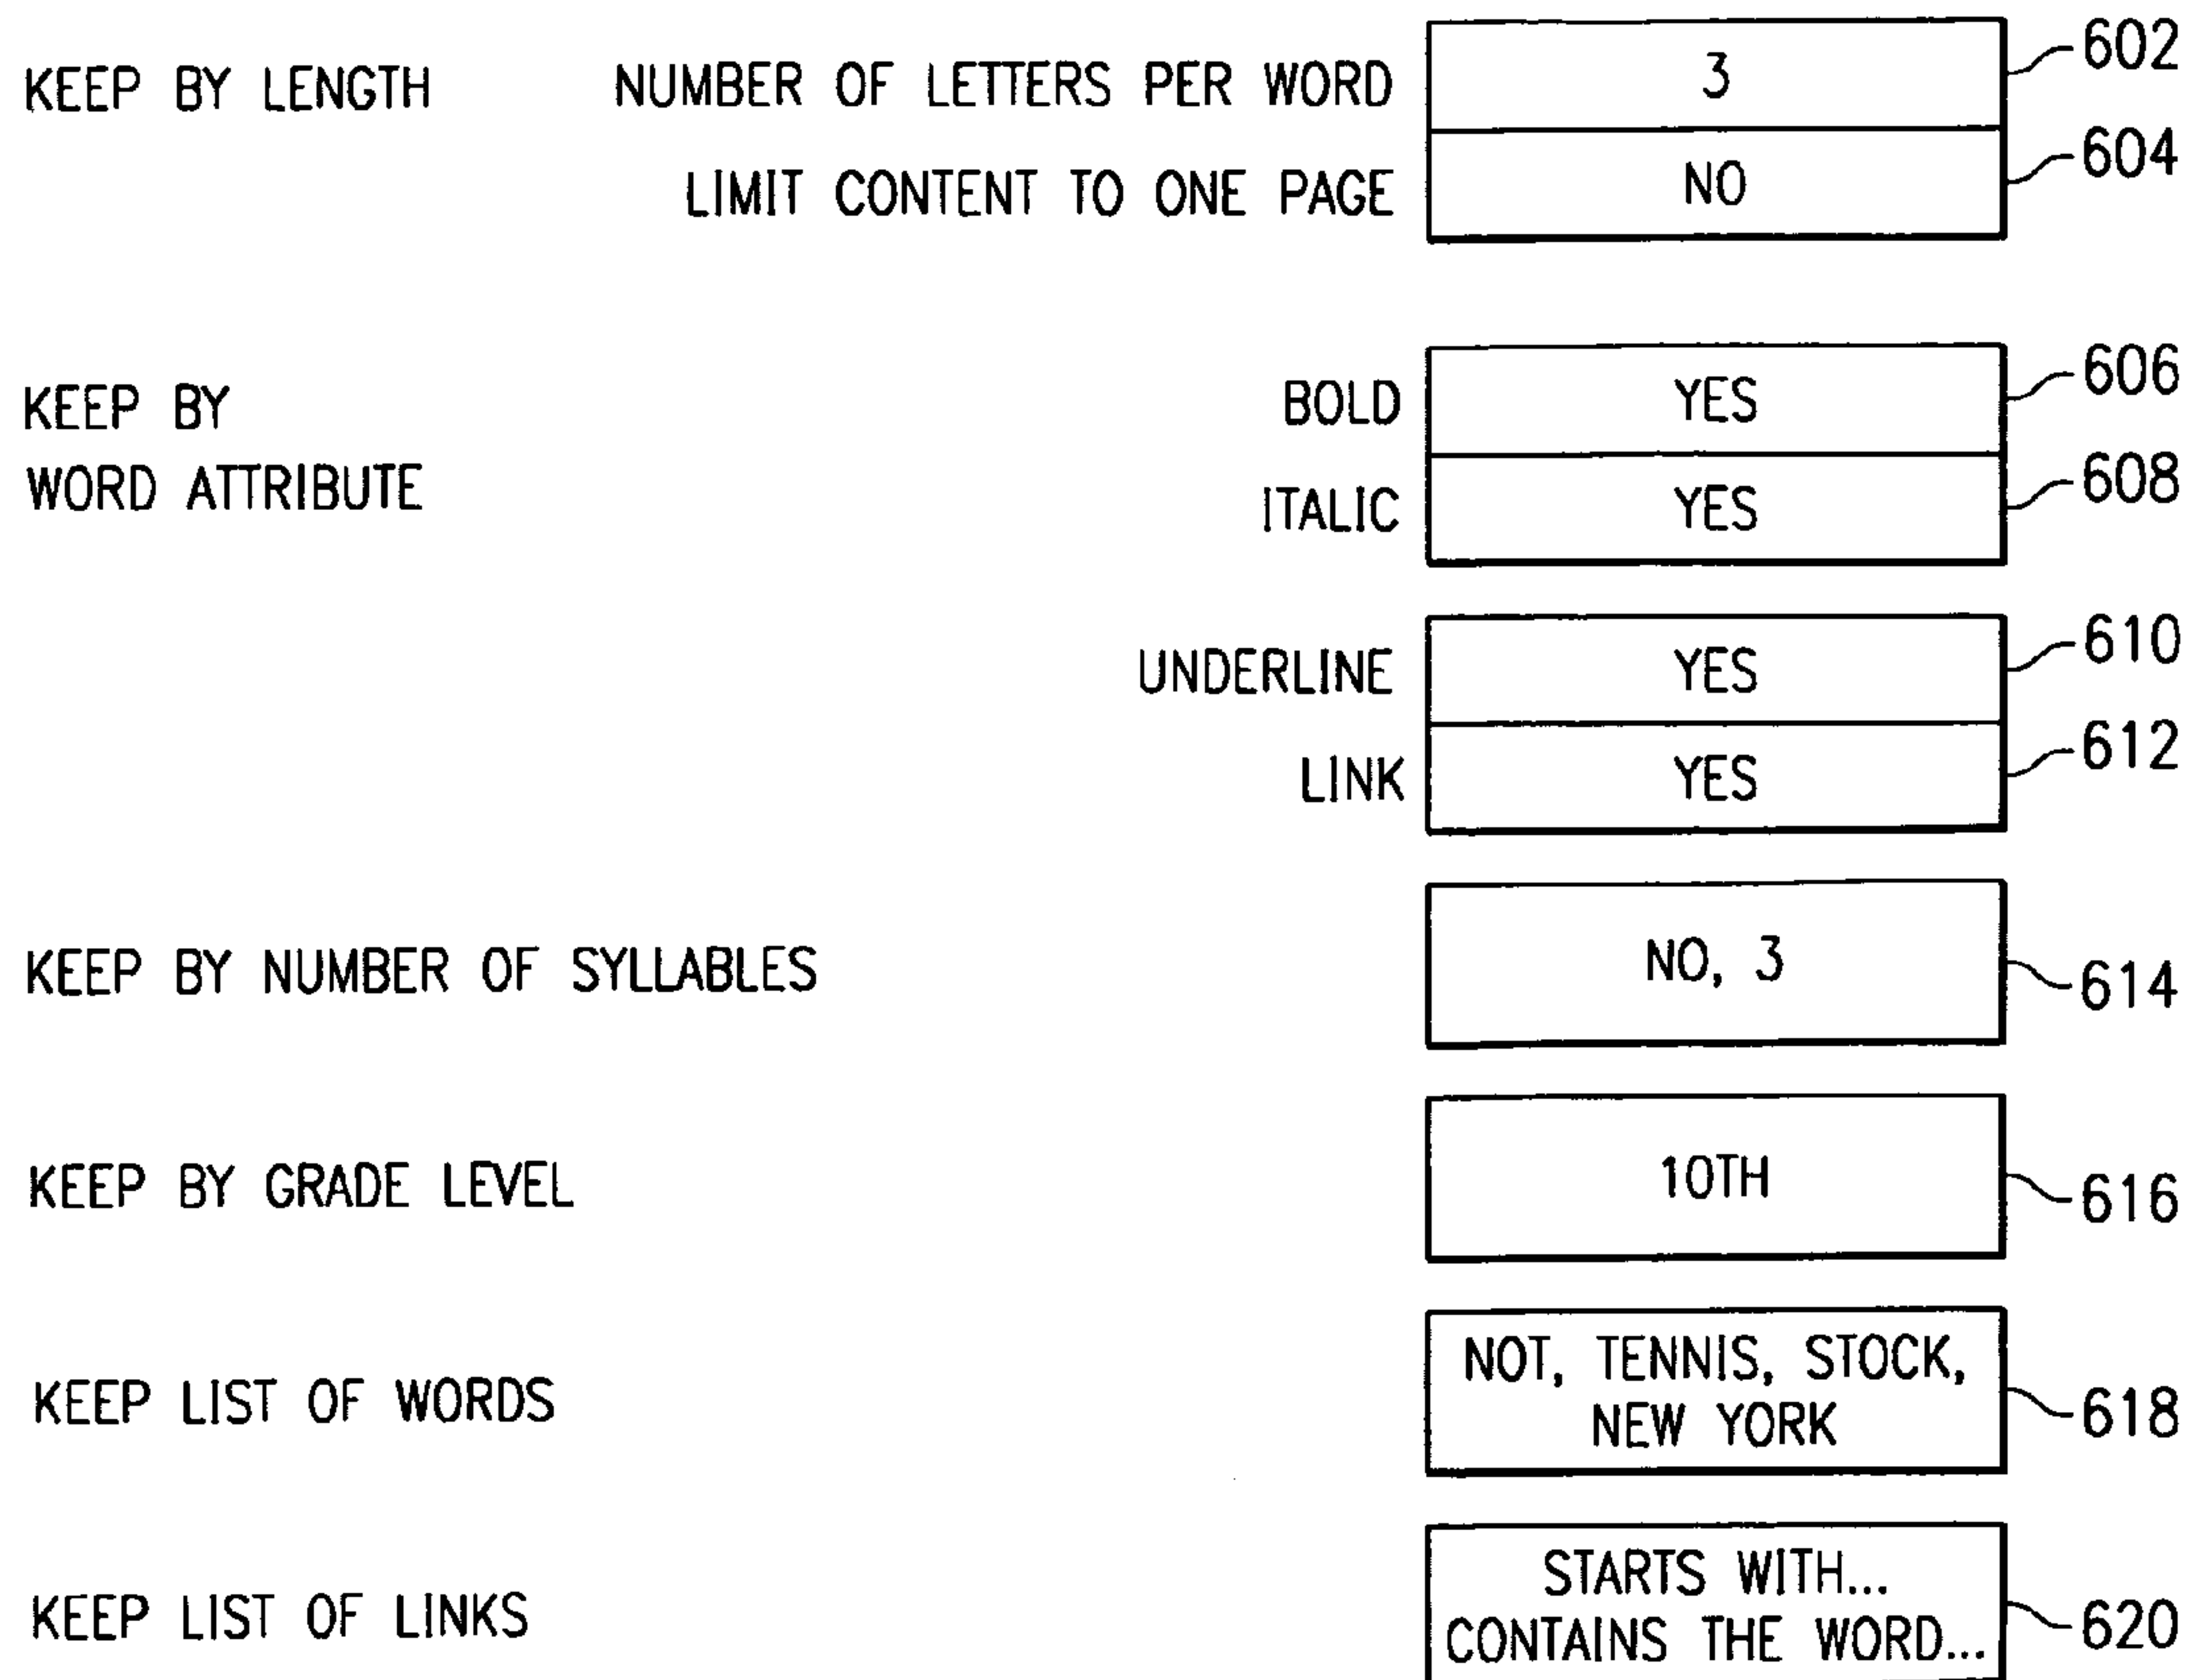 KEEP BY LENGTH NUMBER OF LETTERS PER WORD 3 602
LIMIT CONTENT TO ONE PAGE NO 604
KEEP BY BOLD YES 606
WORD ATTRIBUTE ITALIC YES 608
UNDERLINE YES 610
LINK YES 612
KEEP BY NUMBER OF SYLLABLES NO, 3 614
KEEP BY GRADE LEVEL 10TH 616
KEEP LIST OF WORDS NOT, TENNIS, STOCK,
NEW YORK 618
KEEP LIST OF LINKS STARTS WITH...
CONTAINS THE WORD... 620